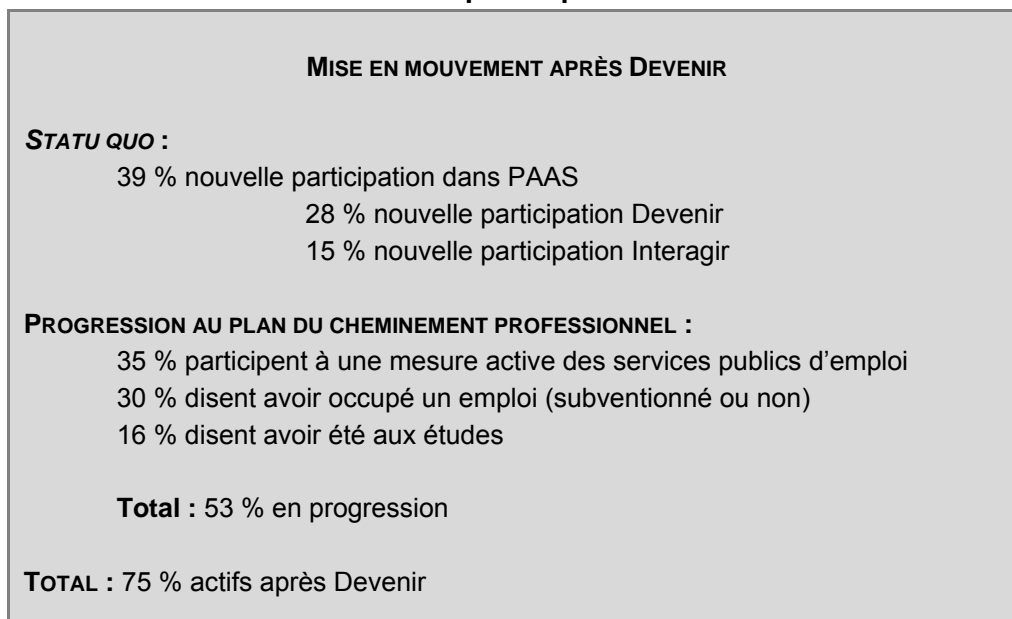 MISE EN MOUVEMENT APRÈS DEVENIR
STATU QUO :
39 % nouvelle participation dans PAAS
28 % nouvelle participation Devenir
15 % nouvelle participation Interagir
PROGRESSION AU PLAN DU CHEMINEMENT PROFESSIONNEL :
35 % participent à une mesure active des services publics d’emploi
30 % disent avoir occupé un emploi (subventionné ou non)
16 % disent avoir été aux études
Total : 53 % en progression
TOTAL : 75 % actifs après Devenir